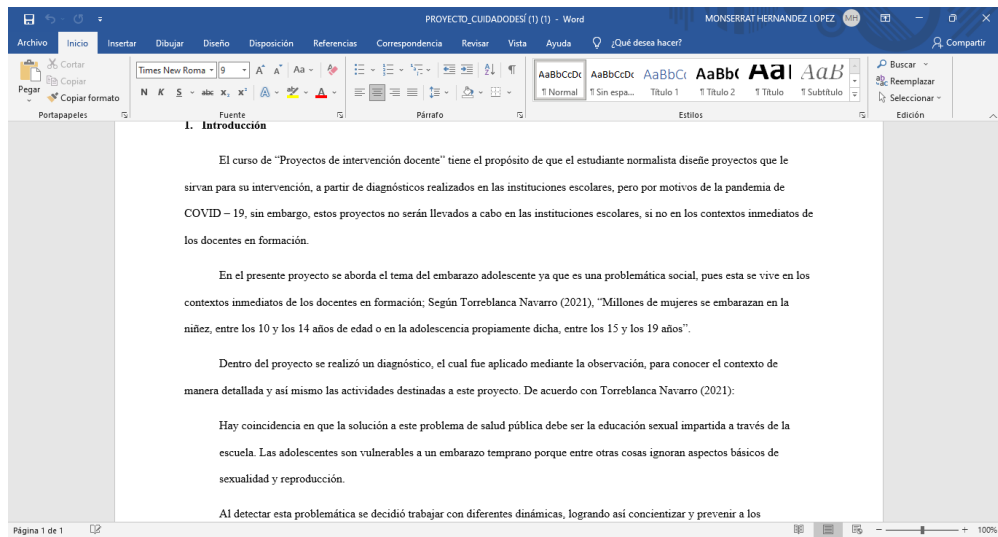 PROYECTO_CUIDADODESÍ (1) (1) - Word
MONSERRAT HERNANDEZ LOPEZ
MH
Archivo Inicio Insertar Dibujar Diseño Disposición Referencias Correspondencia Revisar Vista Ayuda ¿Qué desea hacer? Compartir
Pegar
Cortar
Copiar
Copiar formato
Portapapeles
Times New Roma 9
N K S abc x₂ x²
Fuente
Párrafo
AaBbCcDc AaBbCcDc AaBbCc AaBbC AaB AaB
¶ Normal ¶ Sin espa... Título 1 ¶ Título 2 ¶ Título ¶ Subtítulo
Estilos
Buscar
Reemplazar
Seleccionar
Edición
1. Introducción
El curso de “Proyectos de intervención docente” tiene el propósito de que el estudiante normalista diseñe proyectos que le
sirvan para su intervención, a partir de diagnósticos realizados en las instituciones escolares, pero por motivos de la pandemia de
COVID – 19, sin embargo, estos proyectos no serán llevados a cabo en las instituciones escolares, si no en los contextos inmediatos de
los docentes en formación.
En el presente proyecto se aborda el tema del embarazo adolescente ya que es una problemática social, pues esta se vive en los
contextos inmediatos de los docentes en formación; Según Torreblanca Navarro (2021), “Millones de mujeres se embarazan en la
niñez, entre los 10 y los 14 años de edad o en la adolescencia propiamente dicha, entre los 15 y los 19 años”.
Dentro del proyecto se realizó un diagnóstico, el cual fue aplicado mediante la observación, para conocer el contexto de
manera detallada y así mismo las actividades destinadas a este proyecto. De acuerdo con Torreblanca Navarro (2021):
Hay coincidencia en que la solución a este problema de salud pública debe ser la educación sexual impartida a través de la
escuela. Las adolescentes son vulnerables a un embarazo temprano porque entre otras cosas ignoran aspectos básicos de
sexualidad y reproducción.
Al detectar esta problemática se decidió trabajar con diferentes dinámicas, logrando así concientizar y prevenir a los
Página 1 de 1
100%